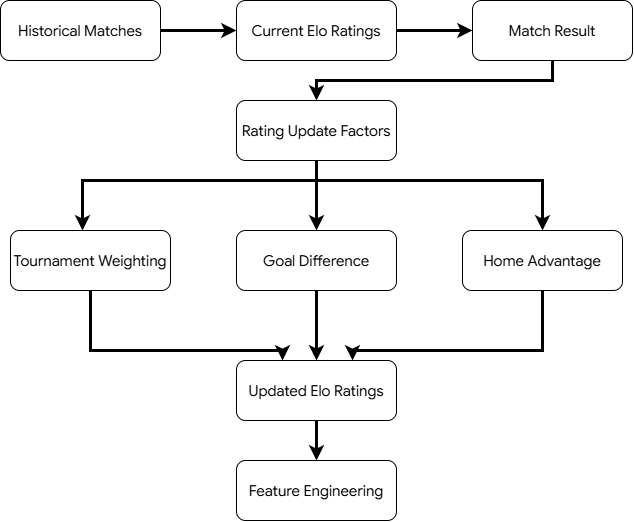 Historical Matches
Current Elo Ratings
Match Result
Rating Update Factors
Tournament Weighting
Goal Difference
Home Advantage
Updated Elo Ratings
Feature Engineering